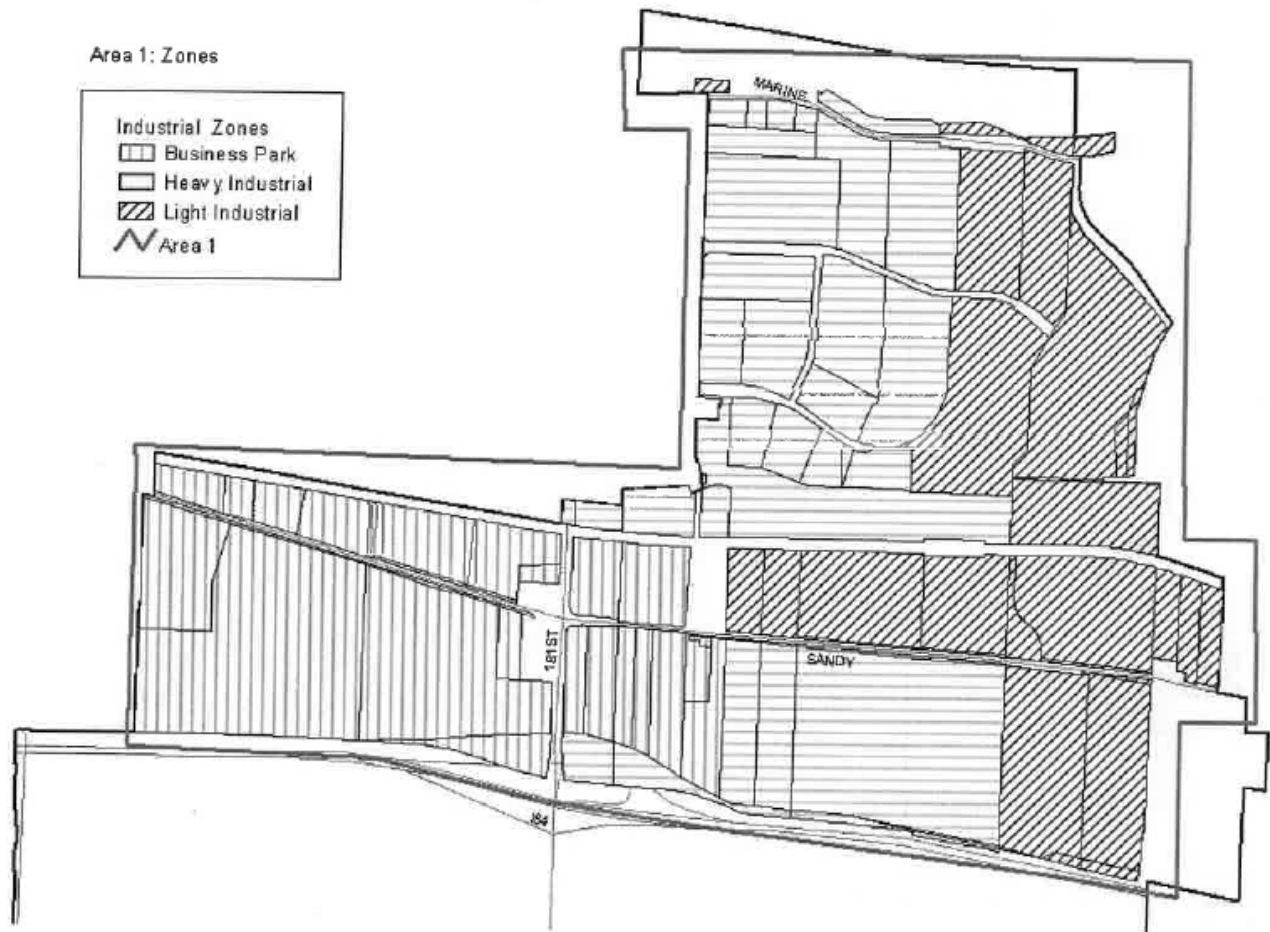 Area 1: Zones
Industrial Zones
Business Park
Heavy Industrial
Light Industrial
Area 1
MARINE
181ST
SANDY
I84